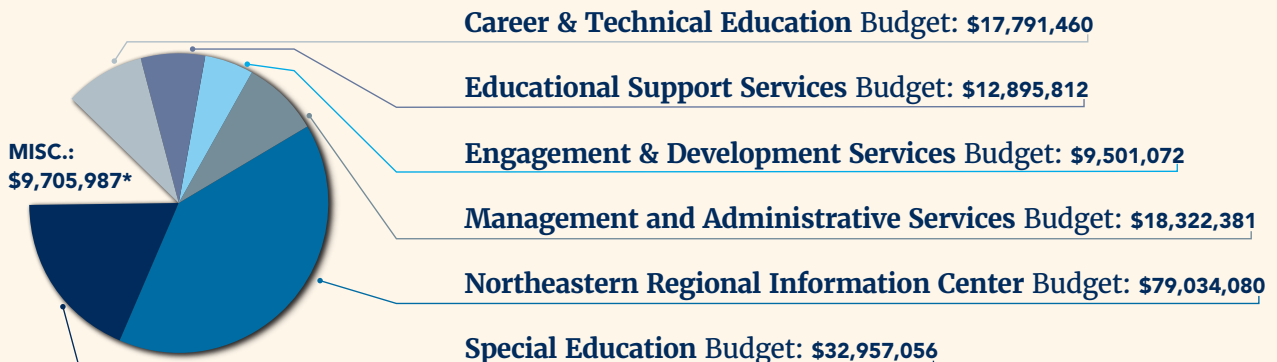 Career & Technical Education Budget: $17,791,460
Educational Support Services Budget: $12,895,812
MISC.:
$9,705,987*
Engagement & Development Services Budget: $9,501,072
Management and Administrative Services Budget: $18,322,381
Northeastern Regional Information Center Budget: $79,034,080
Special Education Budget: $32,957,056